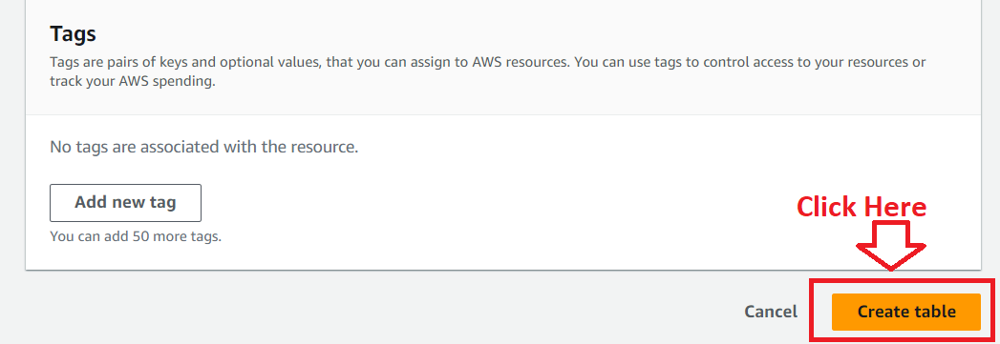 Tags
Tags are pairs of keys and optional values, that you can assign to AWS resources. You can use tags to control access to your resources or
track your AWS spending.
No tags are associated with the resource.
Add new tag
You can add 50 more tags.
Click Here
Cancel
Create table